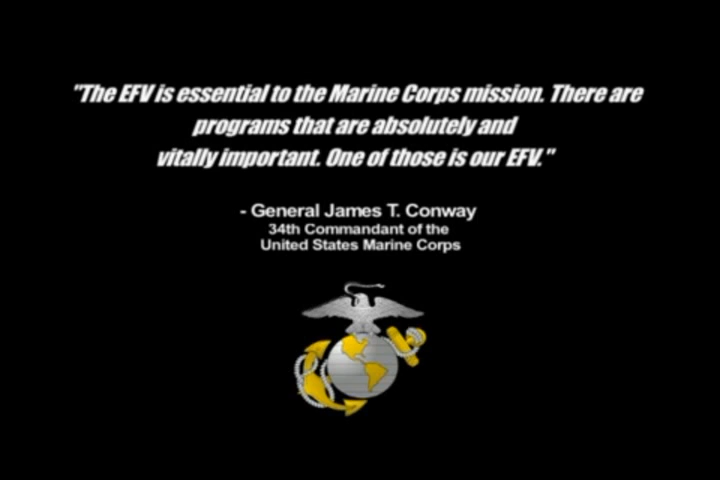 "The EFV is essential to the Marine Corps mission. There are
programs that are absolutely and
vitally important. One of those is our EFV."
- General James T. Conway
34th Commandant of the
United States Marine Corps